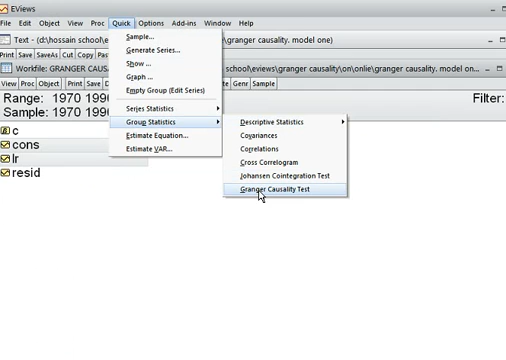 EViews
File Edit Object View Proc Quick Options Add-ins Window Help
Text - (d:\hossain school\e granger causality. model one)
Print Save SaveAs Cut Copy Pas
Workfile: GRANGER CAUS school\eviews\granger causality\on\onlie\granger causality. model on...
View Proc Object Print Save D Genr Sample
Range: 1970 1990 Filter:
Sample: 1970 1990
c
cons
lr
resid
Sample...
Generate Series...
Show ...
Graph ...
Empty Group (Edit Series)
Series Statistics
Group Statistics
Estimate Equation...
Estimate VAR...
Descriptive Statistics
Covariances
Correlations
Cross Correlogram
Johansen Cointegration Test
Granger Causality Test